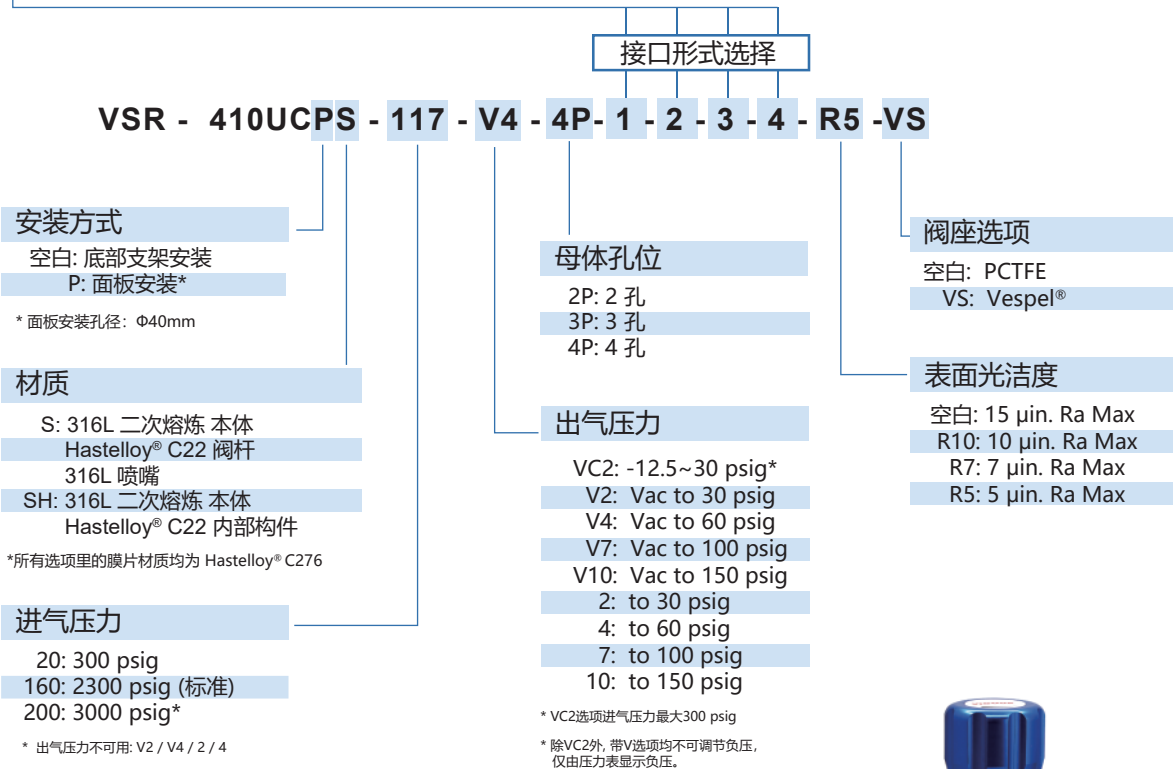 接口形式选择
VSR - 410UCPS - 117 - V4 - 4P- 1 - 2 - 3 - 4 - R5 -VS
安装方式
空白: 底部支架安装
P: 面板安装*
* 面板安装孔径：Φ40mm
材质
S: 316L 二次熔炼 本体
Hastelloy® C22 阀杆
316L 喷嘴
SH: 316L 二次熔炼 本体
Hastelloy® C22 内部构件
*所有选项里的膜片材质均为 Hastelloy® C276
进气压力
20: 300 psig
160: 2300 psig (标准)
200: 3000 psig*
* 出气压力不可用: V2 / V4 / 2 / 4
母体孔位
2P: 2 孔
3P: 3 孔
4P: 4 孔
出气压力
VC2: -12.5~30 psig*
V2: Vac to 30 psig
V4: Vac to 60 psig
V7: Vac to 100 psig
V10: Vac to 150 psig
2: to 30 psig
4: to 60 psig
7: to 100 psig
10: to 150 psig
* VC2选项进气压力最大300 psig
* 除VC2外, 带V选项均不可调节负压,
仅由压力表显示负压。
阀座选项
空白: PCTFE
VS: Vespel®
表面光洁度
空白: 15 µin. Ra Max
R10: 10 µin. Ra Max
R7: 7 µin. Ra Max
R5: 5 µin. Ra Max